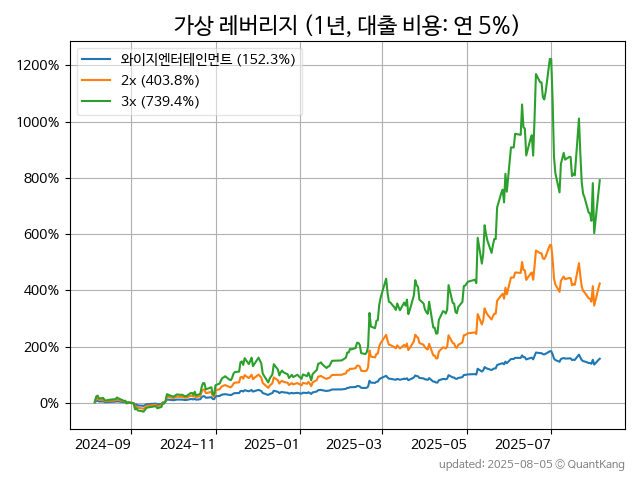 가상 레버리지 (1년, 대출 비용: 연 5%)
와이지엔터테인먼트 (152.3%)
2x (403.8%)
3x (739.4%)
1200%
1000%
800%
600%
400%
200%
0%
2024-09
2024-11
2025-01
2025-03
2025-05
2025-07
updated: 2025-08-05 © QuantKang